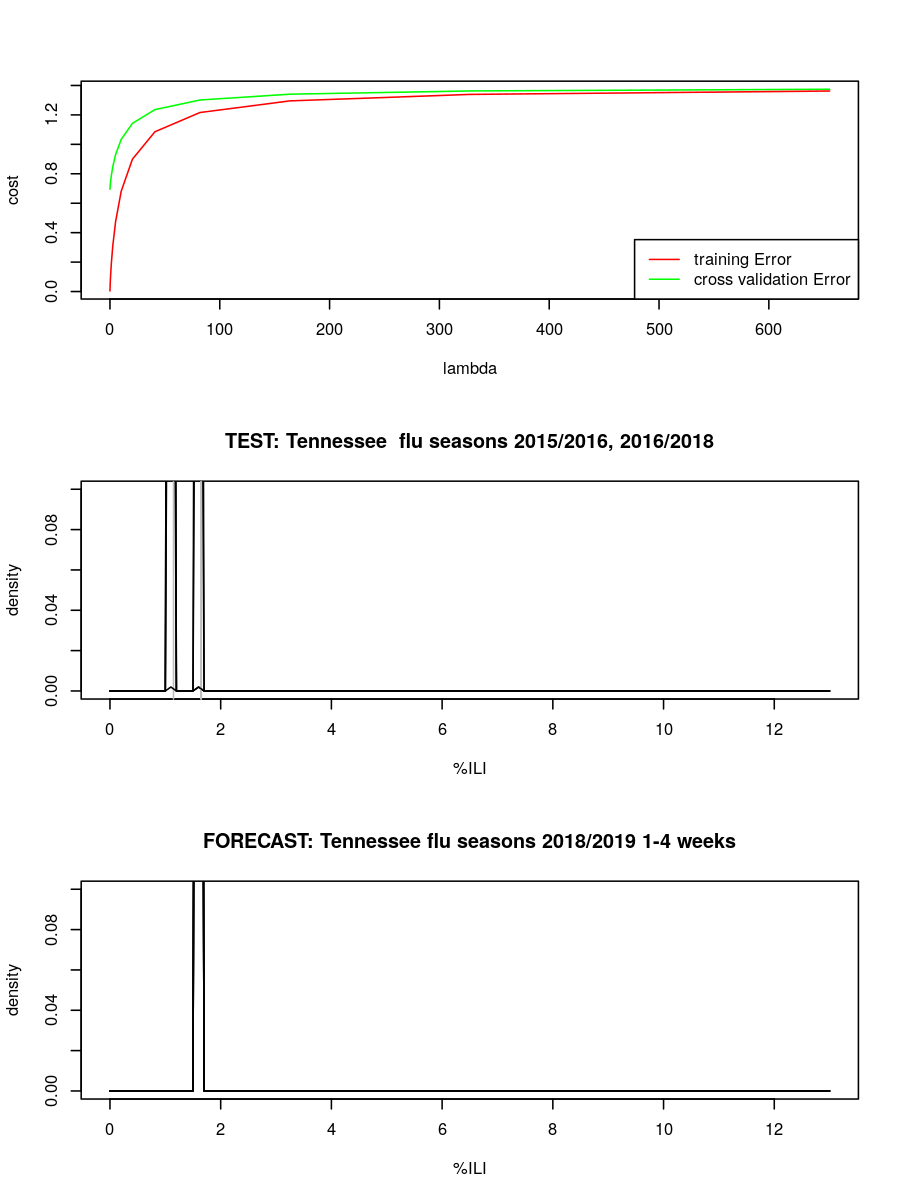 cost
0.0 0.4 0.8 1.2
training Error
cross validation Error
0 100 200 300 400 500 600
lambda
TEST: Tennessee  flu seasons 2015/2016, 2016/2018
density
0.00 0.04 0.08
0 2 4 6 8 10 12
%ILI
FORECAST: Tennessee flu seasons 2018/2019 1-4 weeks
density
0.00 0.04 0.08
0 2 4 6 8 10 12
%ILI